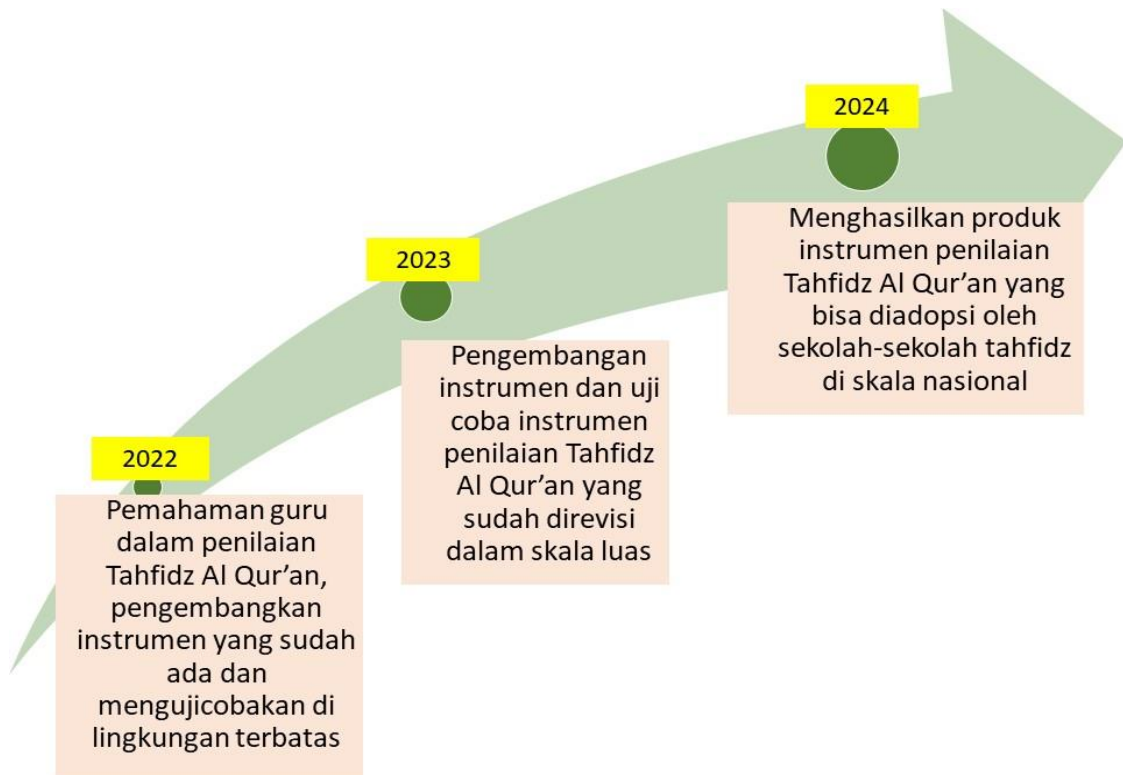 2022
Pemahaman guru
dalam penilaian
Tahfidz Al Qur’an,
pengembangkan
instrumen yang sudah
ada dan
mengujicobakan di
lingkungan terbatas
2023
Pengembangan
instrumen dan uji
coba instrumen
penilaian Tahfidz
Al Qur’an yang
sudah direvisi
dalam skala luas
2024
Menghasilkan produk
instrumen penilaian
Tahfidz Al Qur’an yang
bisa diadopsi oleh
sekolah-sekolah tahfidz
di skala nasional